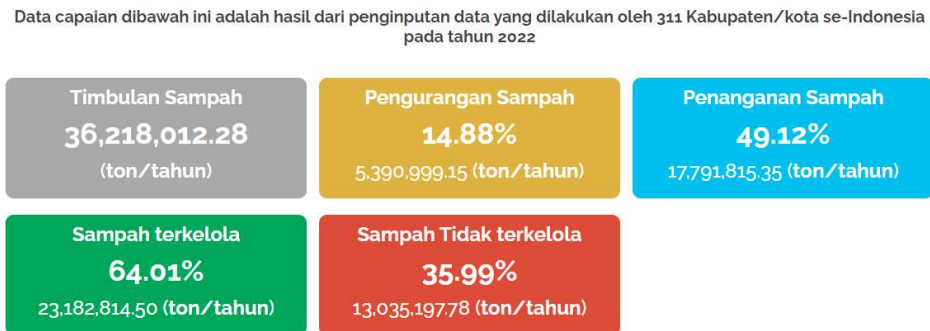 Data capaian dibawah ini adalah hasil dari penginputan data yang dilakukan oleh 311 Kabupaten/kota se-Indonesia
pada tahun 2022
Timbulan Sampah
36,218,012.28
(ton/tahun)
Pengurangan Sampah
14.88%
5,390,999.15 (ton/tahun)
Penanganan Sampah
49.12%
17,791,815.35 (ton/tahun)
Sampah terkelola
64.01%
23,182,814.50 (ton/tahun)
Sampah Tidak terkelola
35.99%
13,035,197.78 (ton/tahun)